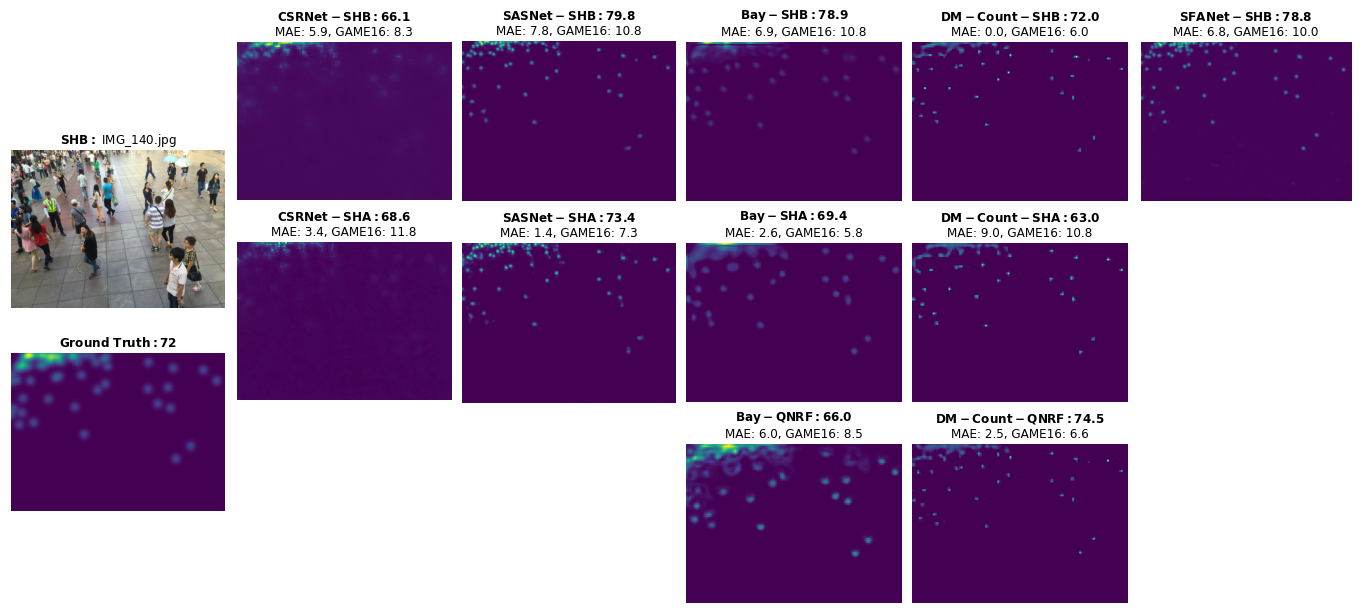 CSRNet − SHB : 66.1
MAE: 5.9, GAME16: 8.3
SASNet − SHB : 79.8
MAE: 7.8, GAME16: 10.8
Bay − SHB : 78.9
MAE: 6.9, GAME16: 10.8
DM − Count − SHB : 72.0
MAE: 0.0, GAME16: 6.0
SFANet − SHB : 78.8
MAE: 6.8, GAME16: 10.0
SHB : IMG_140.jpg
CSRNet − SHA : 68.6
MAE: 3.4, GAME16: 11.8
SASNet − SHA : 73.4
MAE: 1.4, GAME16: 7.3
Bay − SHA : 69.4
MAE: 2.6, GAME16: 5.8
DM − Count − SHA : 63.0
MAE: 9.0, GAME16: 10.8
Ground Truth : 72
Bay − QNRF : 66.0
MAE: 6.0, GAME16: 8.5
DM − Count − QNRF : 74.5
MAE: 2.5, GAME16: 6.6